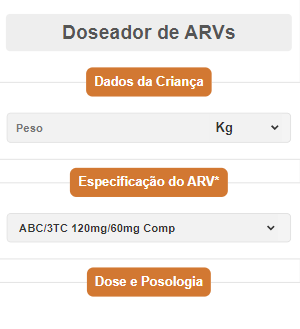 Doseador de ARVs
Dados da Criança
Peso Kg
Especificação do ARV*
ABC/3TC 120mg/60mg Comp
Dose e Posologia